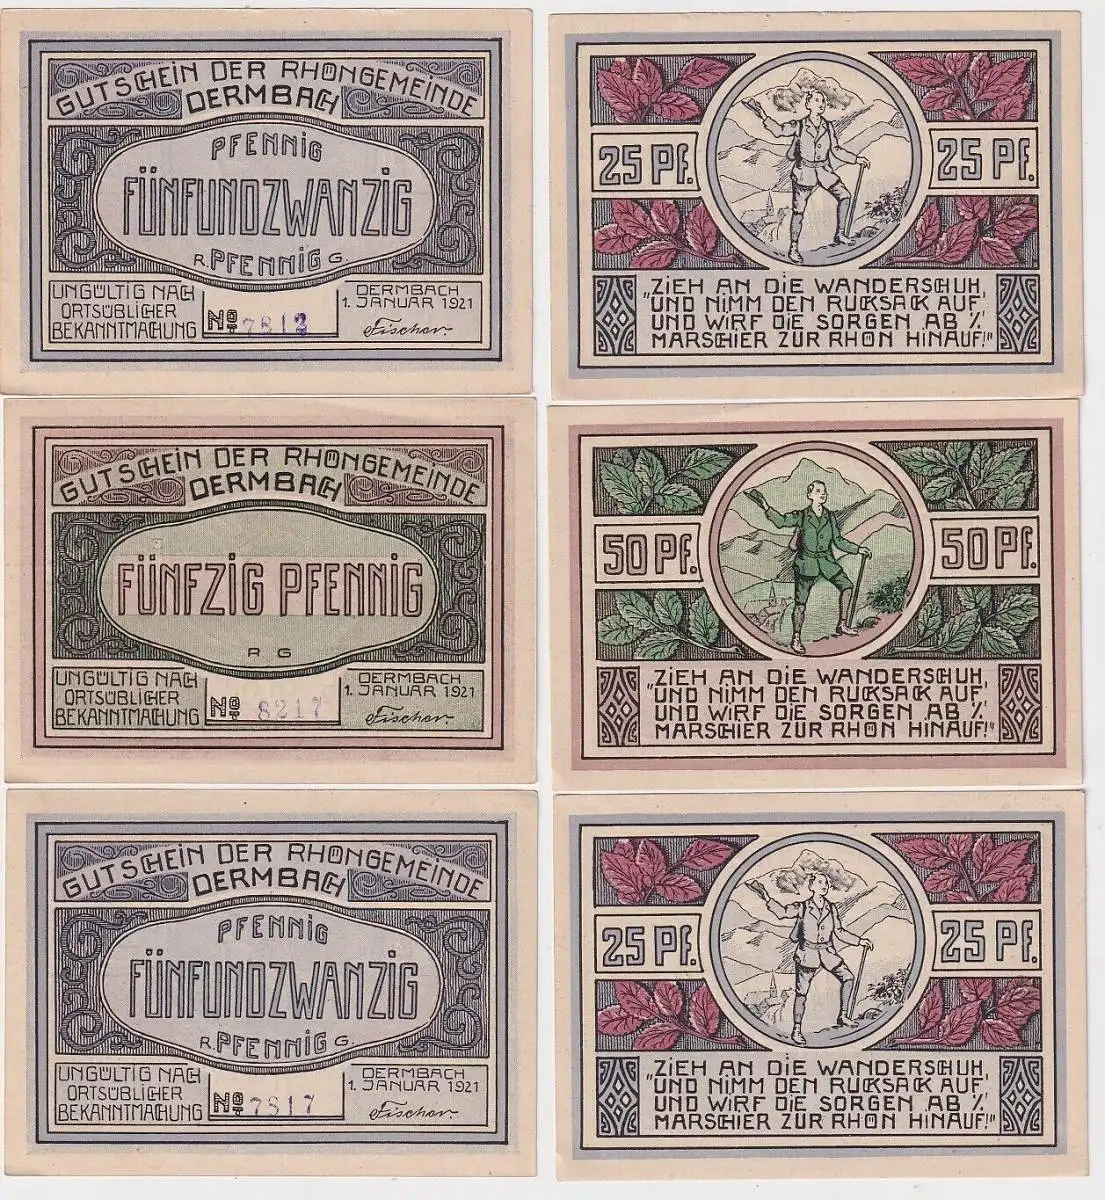 GUTSCHEIN DER RHÖNGEMEINDE
DERMBACH
PFENNIG
FÜNFUNDZWANZIG
R. PFENNIG G.
UNGÜLTIG NACH
ORTSÜBLICHER
BEKANNTMACHUNG
No 7812
DERMBACH
1. JANUAR 1921
Fischer.
25 Pf. 25 Pf.
„ZIEH AN DIE WANDERSCHUH,
UND NIMM DEN RUCKSACK AUF,
UND WIRF DIE SORGEN AB ./.
MARSCHIER ZUR RHÖN HINAUF!"
GUTSCHEIN DER RHÖNGEMEINDE
DERMBACH
FÜNFZIG PFENNIG
R G
UNGÜLTIG NACH
ORTSÜBLICHER
BEKANNTMACHUNG
No 8217
DERMBACH
1. JANUAR 1921
Fischer.
50 Pf. 50 Pf.
„ZIEH AN DIE WANDERSCHUH,
UND NIMM DEN RUCKSACK AUF,
UND WIRF DIE SORGEN AB ./.
MARSCHIER ZUR RHÖN HINAUF!"
GUTSCHEIN DER RHÖNGEMEINDE
DERMBACH
PFENNIG
FÜNFUNDZWANZIG
R. PFENNIG G.
UNGÜLTIG NACH
ORTSÜBLICHER
BEKANNTMACHUNG
No 7817
DERMBACH
1. JANUAR 1921
Fischer.
25 Pf. 25 Pf.
„ZIEH AN DIE WANDERSCHUH,
UND NIMM DEN RUCKSACK AUF,
UND WIRF DIE SORGEN AB ./.
MARSCHIER ZUR RHÖN HINAUF!"